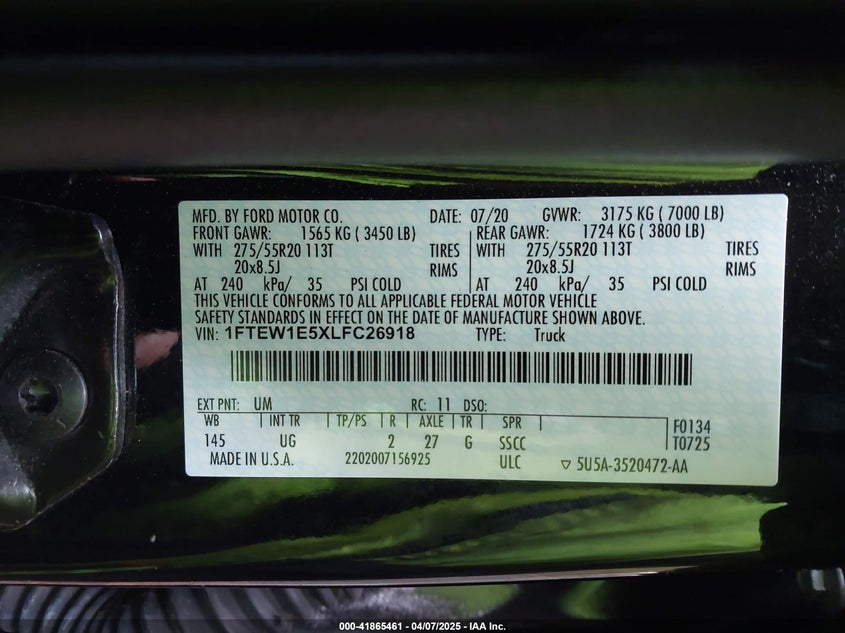 MFD. BY FORD MOTOR CO. DATE: 07/20 GVWR: 3175 KG ( 7000 LB)
FRONT GAWR: 1565 KG ( 3450 LB) REAR GAWR: 1724 KG ( 3800 LB)
WITH 275/55R20 113T TIRES WITH 275/55R20 113T TIRES
20x8.5J RIMS 20x8.5J RIMS
AT 240 kPa/ 35 PSI COLD AT 240 kPa/ 35 PSI COLD
THIS VEHICLE CONFORMS TO ALL APPLICABLE FEDERAL MOTOR VEHICLE
SAFETY STANDARDS IN EFFECT ON THE DATE OF MANUFACTURE SHOWN ABOVE.
VIN: 1FTEW1E5XLFC26918 TYPE: Truck
EXT PNT: UM RC: 11 DSO:
WB INT TR TP/PS R AXLE TR SPR F0134
145 UG 2 27 G SSCC T0725
MADE IN U.S.A. 2202007156925 ULC ▽ 5U5A-3520472-AA
000-41865461 - 04/07/2025 - IAA Inc.